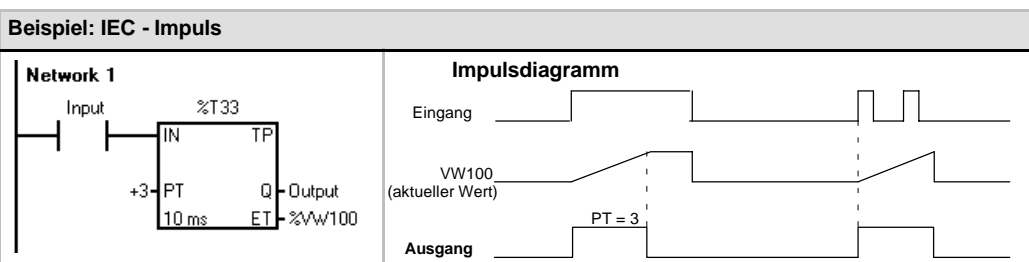 Beispiel: IEC - Impuls
Network 1
Input
%T33
IN TP
+3 PT Q Output
10 ms ET %VW100
Impulsdiagramm
Eingang
VW100
(aktueller Wert)
PT = 3
Ausgang